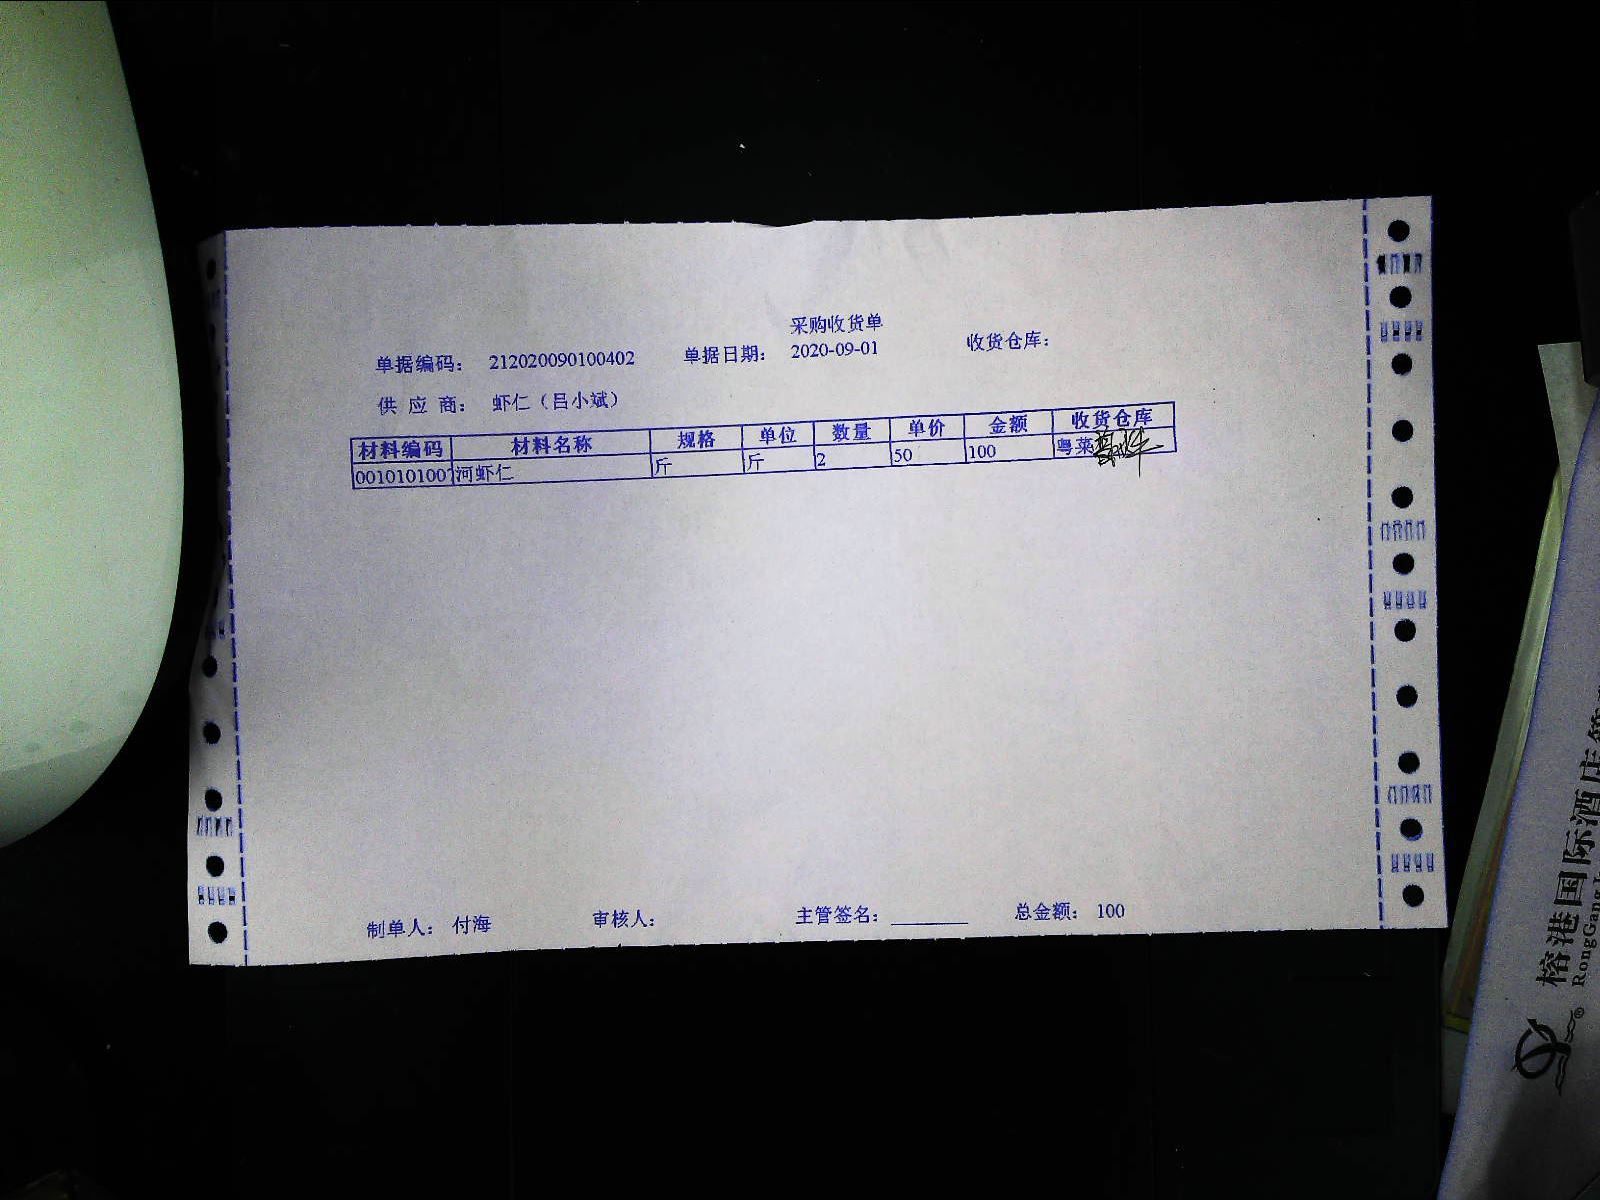 采购收货单
单据编码： 212020090100402 单据日期： 2020-09-01 收货仓库：
供 应 商： 虾仁（吕小斌）
材料编码 材料名称 规格 单位 数量 单价 金额 收货仓库
001010100 河虾仁 斤 斤 2 50 100 粤菜
制单人： 付海 审核人： 主管签名： 总金额： 100
榕港国际酒店
RongGang